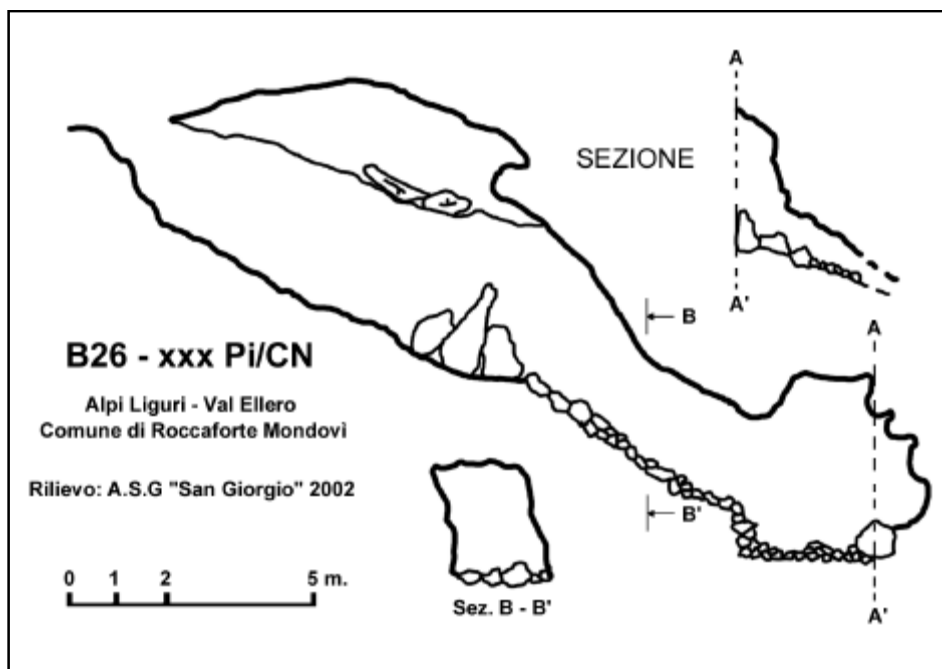 A
SEZIONE
A'
B
A
B26 - xxx Pi/CN
Alpi Liguri - Val Ellero
Comune di Roccaforte Mondovì
Rilievo: A.S.G "San Giorgio" 2002
B'
0 1 2 5 m.
Sez. B - B'
A'